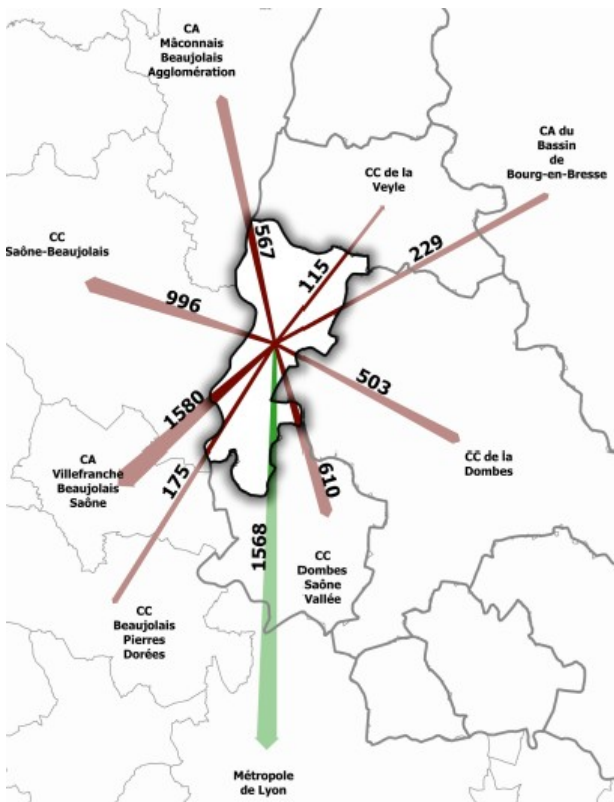 CA
Mâconnais
Beaujolais
Agglomération
CA du
Bassin
de
Bourg-en-Bresse
CC de la
Veyle
CC
Saône-Beaujolais
567
115
229
996
503
1580
175
610
1568
CC de la
Dombes
CA
Villefranche
Beaujolais
Saône
CC
Dombes
Saône
Vallée
CC
Beaujolais
Pierres
Dorées
Métropole
de Lyon